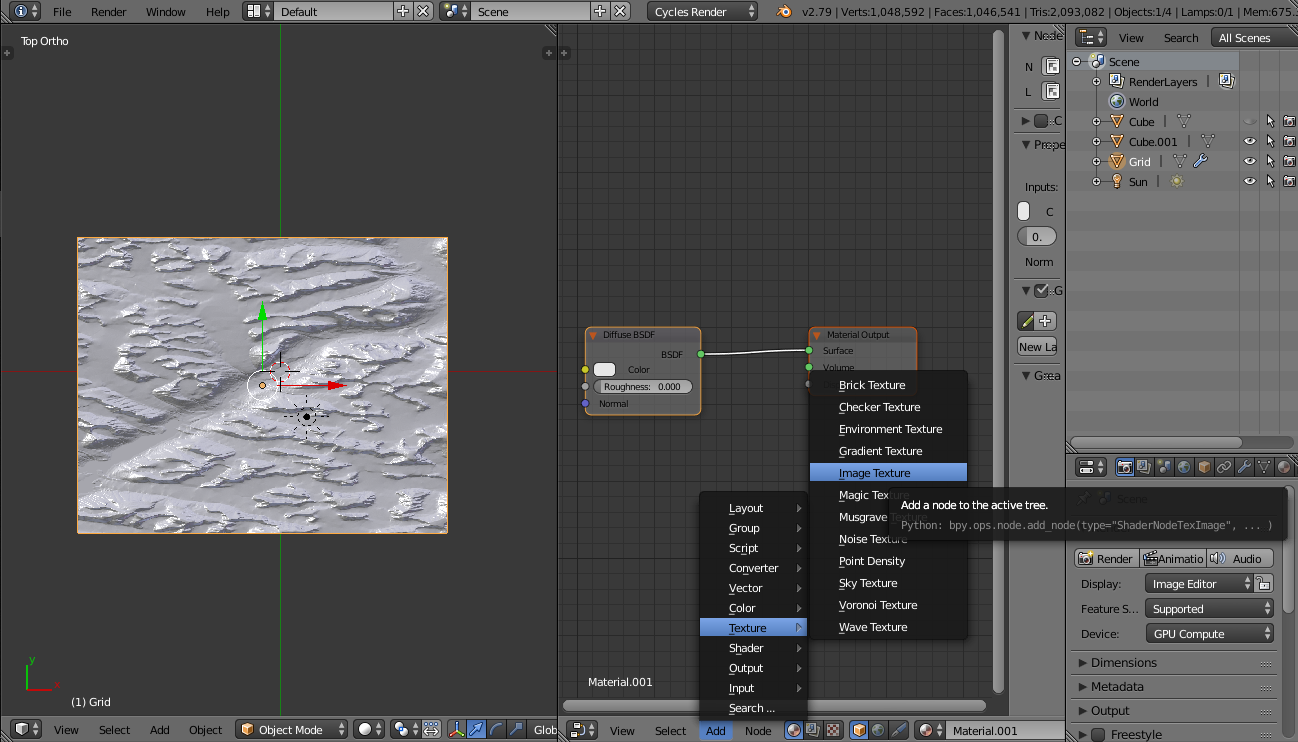 File Render Window Help Default Scene Cycles Render v2.79 | Verts:1,048,592 | Faces:1,046,541 | Tris:2,093,082 | Objects:1/4 | Lamps:0/1 | Mem:675.
Top Ortho
(1) Grid
y
x
View Select Add Object Object Mode Glob
Diffuse BSDF
BSDF
Color
Roughness: 0.000
Normal
Material Output
Surface
Volume
Brick Texture
Checker Texture
Environment Texture
Gradient Texture
Image Texture
Magic Textu
Musgrave
Noise Textu
Point Density
Sky Texture
Voronoi Texture
Wave Texture
Add a node to the active tree.
Python: bpy.ops.node.add_node(type="ShaderNodeTexImage", ... )
Layout
Group
Script
Converter
Vector
Color
Texture
Shader
Output
Input
Search ...
Material.001
View Select Add Node Material.001
Node
N
L
C
Prope
Inputs:
C
0.
Norm
G
New La
Grea
View Search All Scenes
Scene
RenderLayers
World
Cube
Cube.001
Grid
Sun
Scene
Render Animatio Audio
Display: Image Editor
Feature S... Supported
Device: GPU Compute
Dimensions
Metadata
Output
Freestyle